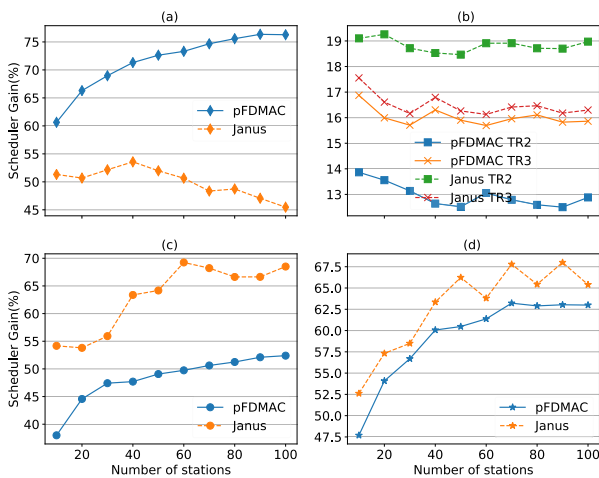 (a)
(b)
Scheduler Gain(%)
75
70
65
60
55
50
45
pFDMAC
Janus
19
18
17
16
15
14
13
pFDMAC TR2
pFDMAC TR3
Janus TR2
Janus TR3
(c)
(d)
Scheduler Gain(%)
70
65
60
55
50
45
40
pFDMAC
Janus
20
40
60
80
100
Number of stations
67.5
65.0
62.5
60.0
57.5
55.0
52.5
50.0
47.5
pFDMAC
Janus
20
40
60
80
100
Number of stations